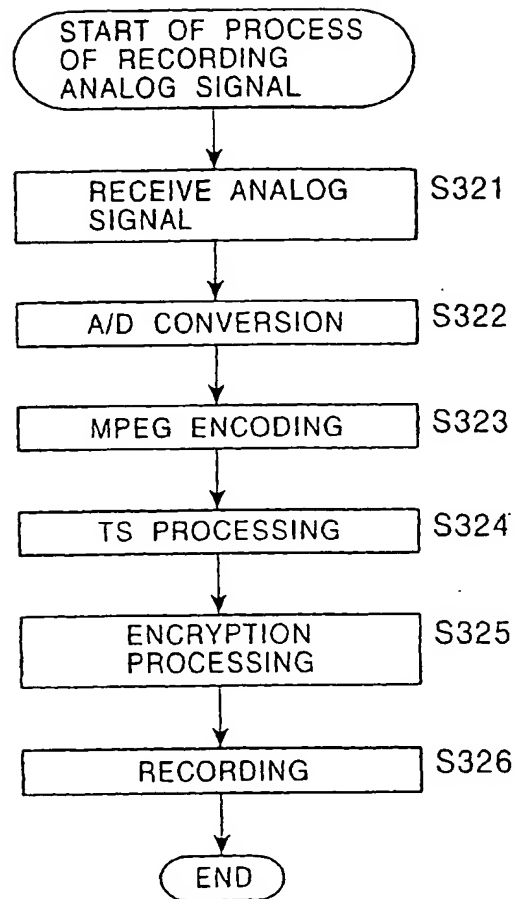 START OF PROCESS
OF RECORDING
ANALOG SIGNAL
RECEIVE ANALOG
SIGNAL
S321
A/D CONVERSION
S322
MPEG ENCODING
S323
TS PROCESSING
S324
ENCRYPTION
PROCESSING
S325
RECORDING
S326
END